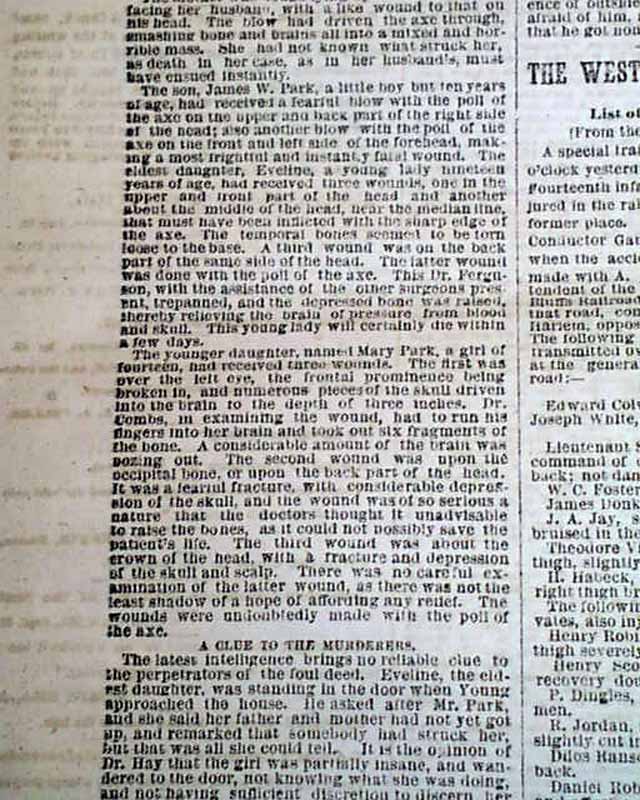 facing her husband, with a like wound to that on
his head. The blow had driven the axe through,
smashing bone and brains all into a mixed and hor-
rible mass. She had not known what struck her,
as death in her case, as in her husband's, must
have ensued instantly.
The son, James W. Park, a little boy but ten years
of age, had received a fearful blow with the poll of
the axe on the upper and back part of the right side
of the head; also another blow with the poll of the
axe on the front and left side of the forehead, mak-
ing a most frightful and instantly fatal wound. The
eldest daughter, Eveline, a young lady nineteen
years of age, had received three wounds, one in the
upper and front part of the head and another
about the middle of the head, near the median line,
that must have been inflicted with the sharp edge of
the axe. The temporal bones seemed to be torn
loose to the base. A third wound was on the back
part of the same side of the head. The latter wound
was done with the poll of the axe. This Dr. Fergu-
son, with the assistance of the other surgeons pres-
ent, trepanned, and the depressed bone was raised,
thereby relieving the brain of pressure from blood
and skull. This young lady will certainly die within
a few days.
The younger daughter, named Mary Park, a girl of
fourteen, had received three wounds. The first was
over the left eye, the frontal prominence being
broken in, and numerous pieces of the skull driven
into the brain to the depth of three inches. Dr.
Combs, in examining the wound, had to run his
fingers into her brain and took out six fragments of
the bone. A considerable amount of the brain was
oozing out. The second wound was upon the
occipital bone, or upon the back part of the head.
It was a fearful fracture, with considerable depres-
sion of the skull, and the wound was of so serious a
nature that the doctors thought it unadvisable
to raise the bones, as it could not possibly save the
patient's life. The third wound was about the
crown of the head, with a fracture and depression
of the skull and scalp. There was no careful ex-
amination of the latter wound, as there was not the
least shadow of a hope of affording any relief. The
wounds were undoubtedly made with the poll of
the axe.
A CLUE TO THE MURDERERS.
The latest intelligence brings no reliable clue to
the perpetrators of the foul deed. Eveline, the eld-
est daughter, was standing in the door when Young
approached the house. He asked after Mr. Park,
and she said her father and mother had not yet got
up, and remarked that somebody had struck her,
but that was all she could tell. It is the opinion of
Dr. Hay that the girl was partially insane, and wan-
dered to the door, not knowing what she was doing,
and not having sufficient discretion to discern her
ence of
afraid of him.
that he got
THE WEST
List of
(From the
A special
o'clock yesterd
Fourteenth
jured in the
former place.
Conductor
when the
made with A.
tendent of the
Railroad
that road,
Harlem,
The following
transmitted
at the genera
road:—
Edward
Joseph White,
Lieutenant S
command of
back; not dan
W. C. Foster
James Donk
J. A. Jay, s
bruised in the
Theodore V
thigh, slightly
H. Habeck,
right thigh br
The followin
vates, also inj
Henry Rob
thigh severel
Henry Sco
recovery dou
P. Dingles,
men.
R. Jordan,
slightly cut in
Dilos Rans
back.
Daniel Ro